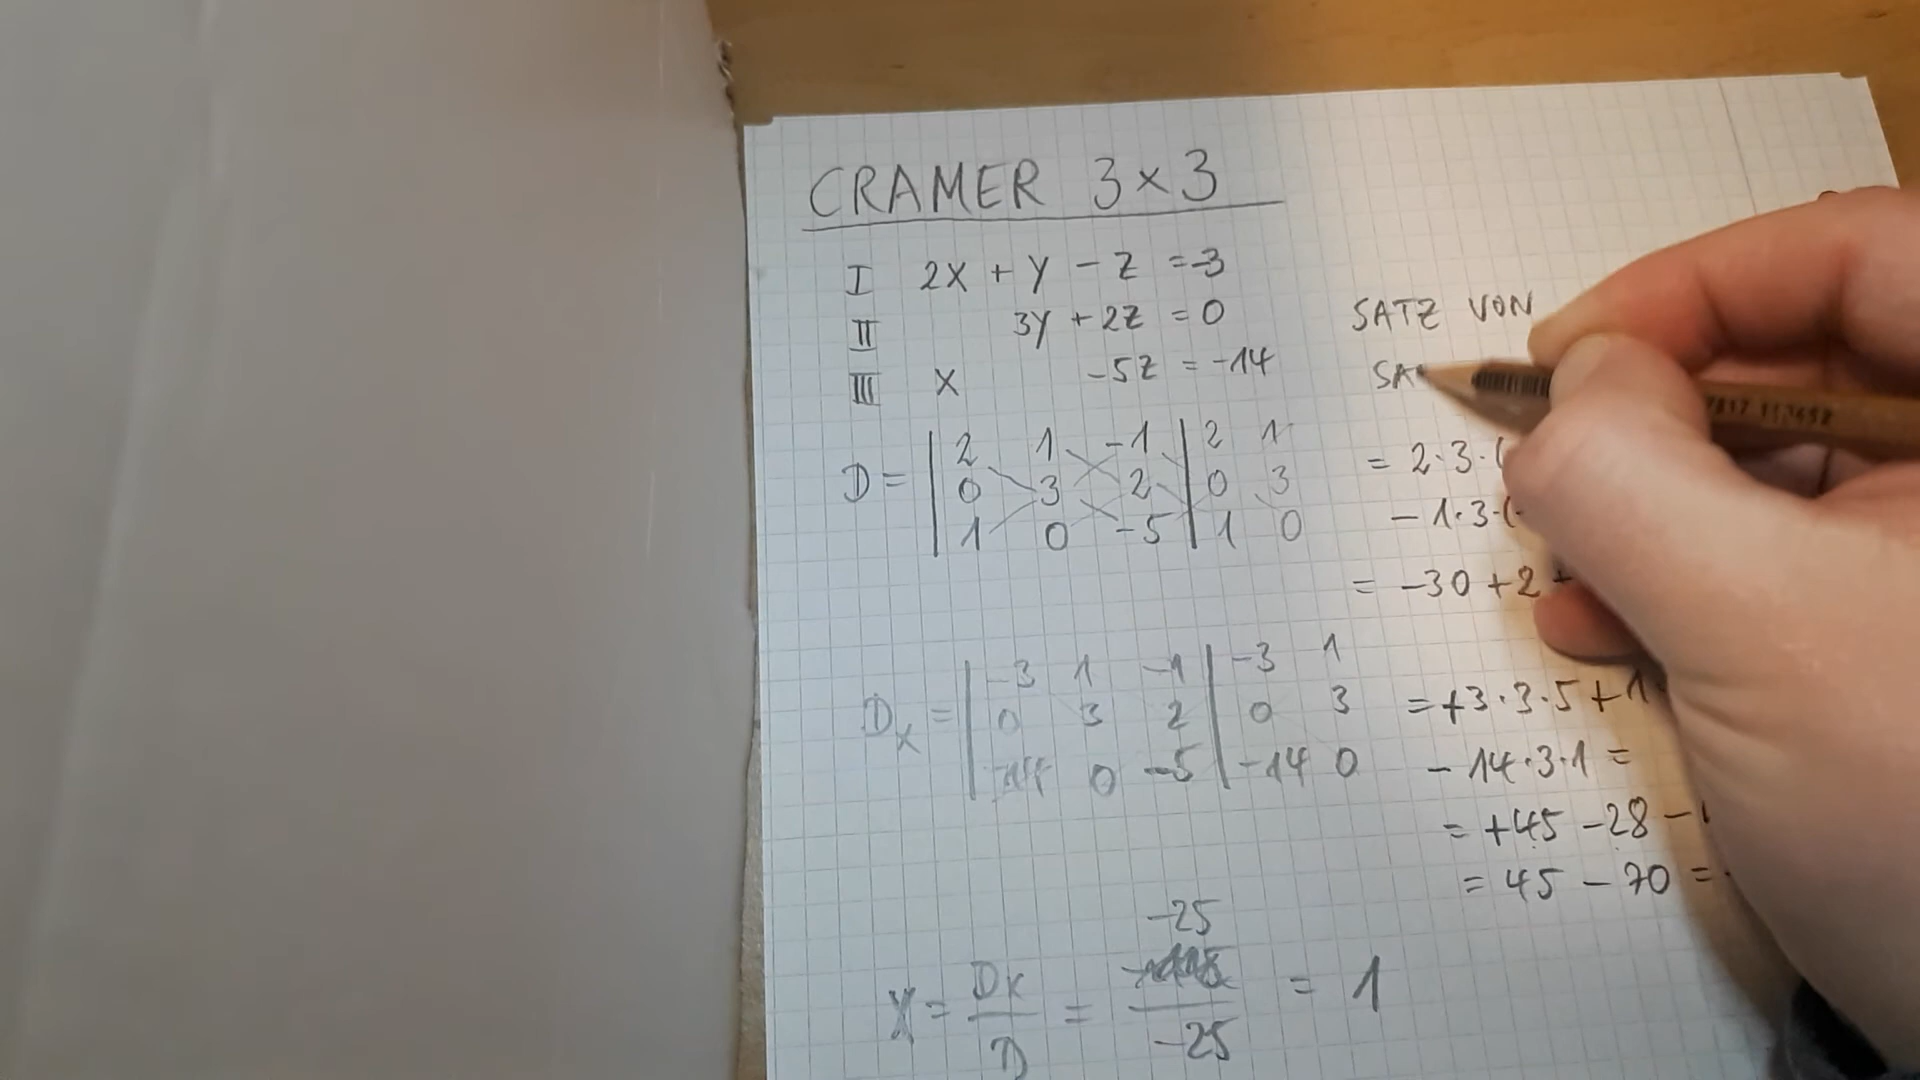 CRAMER 3×3
I 2x + y - z = -3
II 3y + 2z = 0
III x -5z = -14
SATZ VON
SA
D = | 2 1 -1 | 2 1
0 3 2 | 0 3
1 0 -5 | 1 0
= 2·3·(
- 1·3·(
= -30 + 2 +
Dx = | -3 1 -1 | -3 1
0 3 2 | 0 3
-14 0 -5 | -14 0
= +3·3·5 + 1
- 14·3·1 =
= +45 - 28 - 1
= 45 - 70 =
-25
x = Dx / D = / -25 = 1